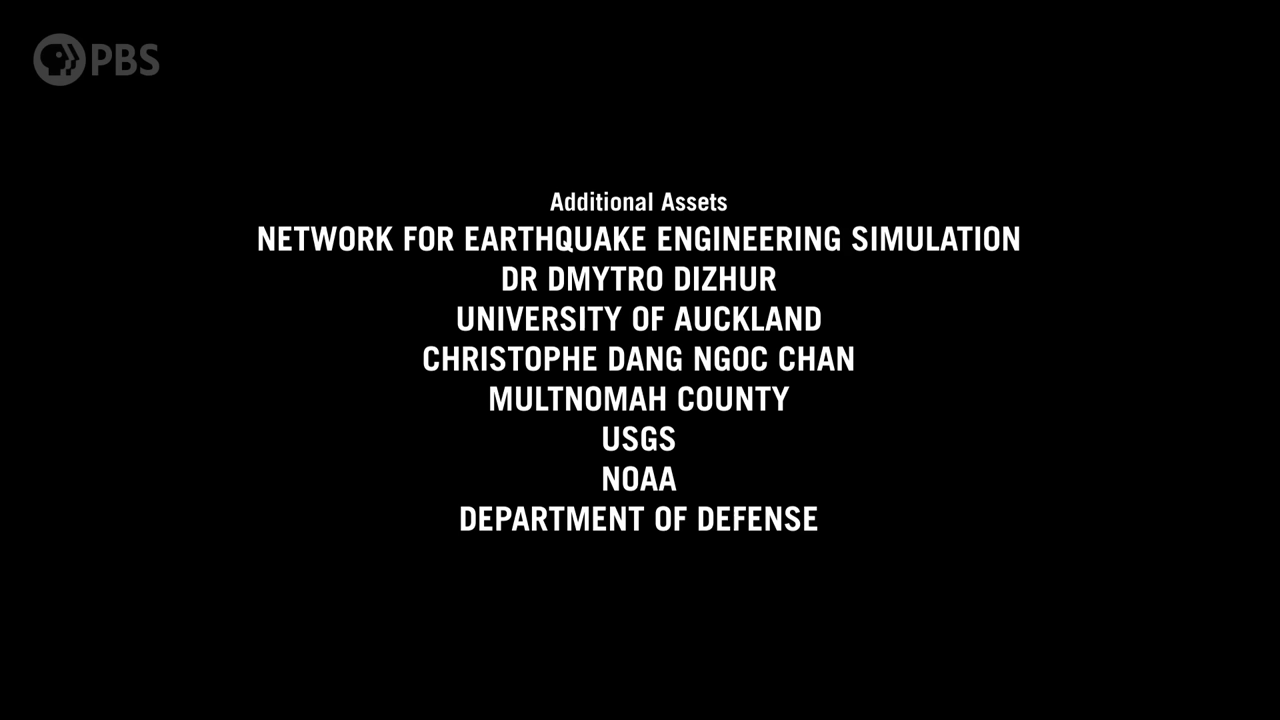 PBS
Additional Assets
NETWORK FOR EARTHQUAKE ENGINEERING SIMULATION
DR DMYTRO DIZHUR
UNIVERSITY OF AUCKLAND
CHRISTOPHE DANG NGOC CHAN
MULTNOMAH COUNTY
USGS
NOAA
DEPARTMENT OF DEFENSE